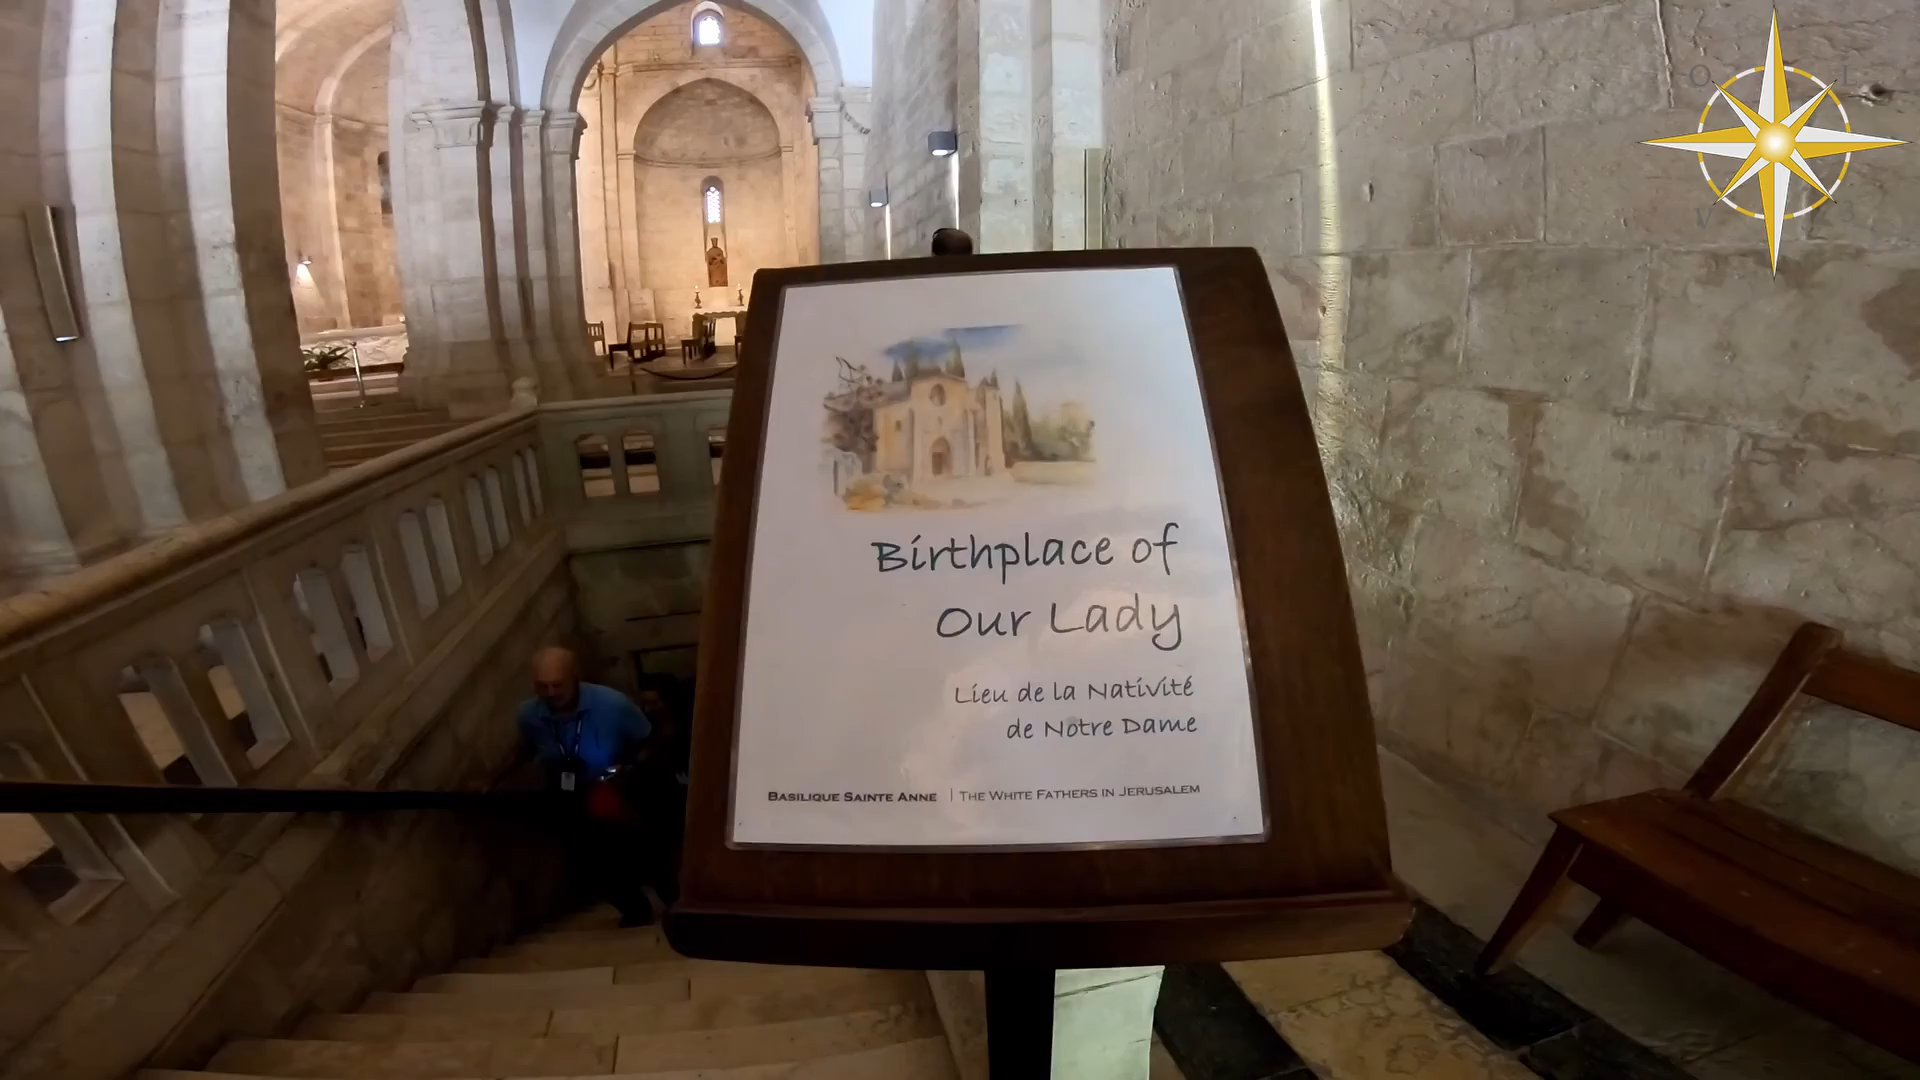 Birthplace of
Our Lady
Lieu de la Nativité
de Notre Dame
BASILIQUE SAINTE ANNE | THE WHITE FATHERS IN JERUSALEM
O L
V 3